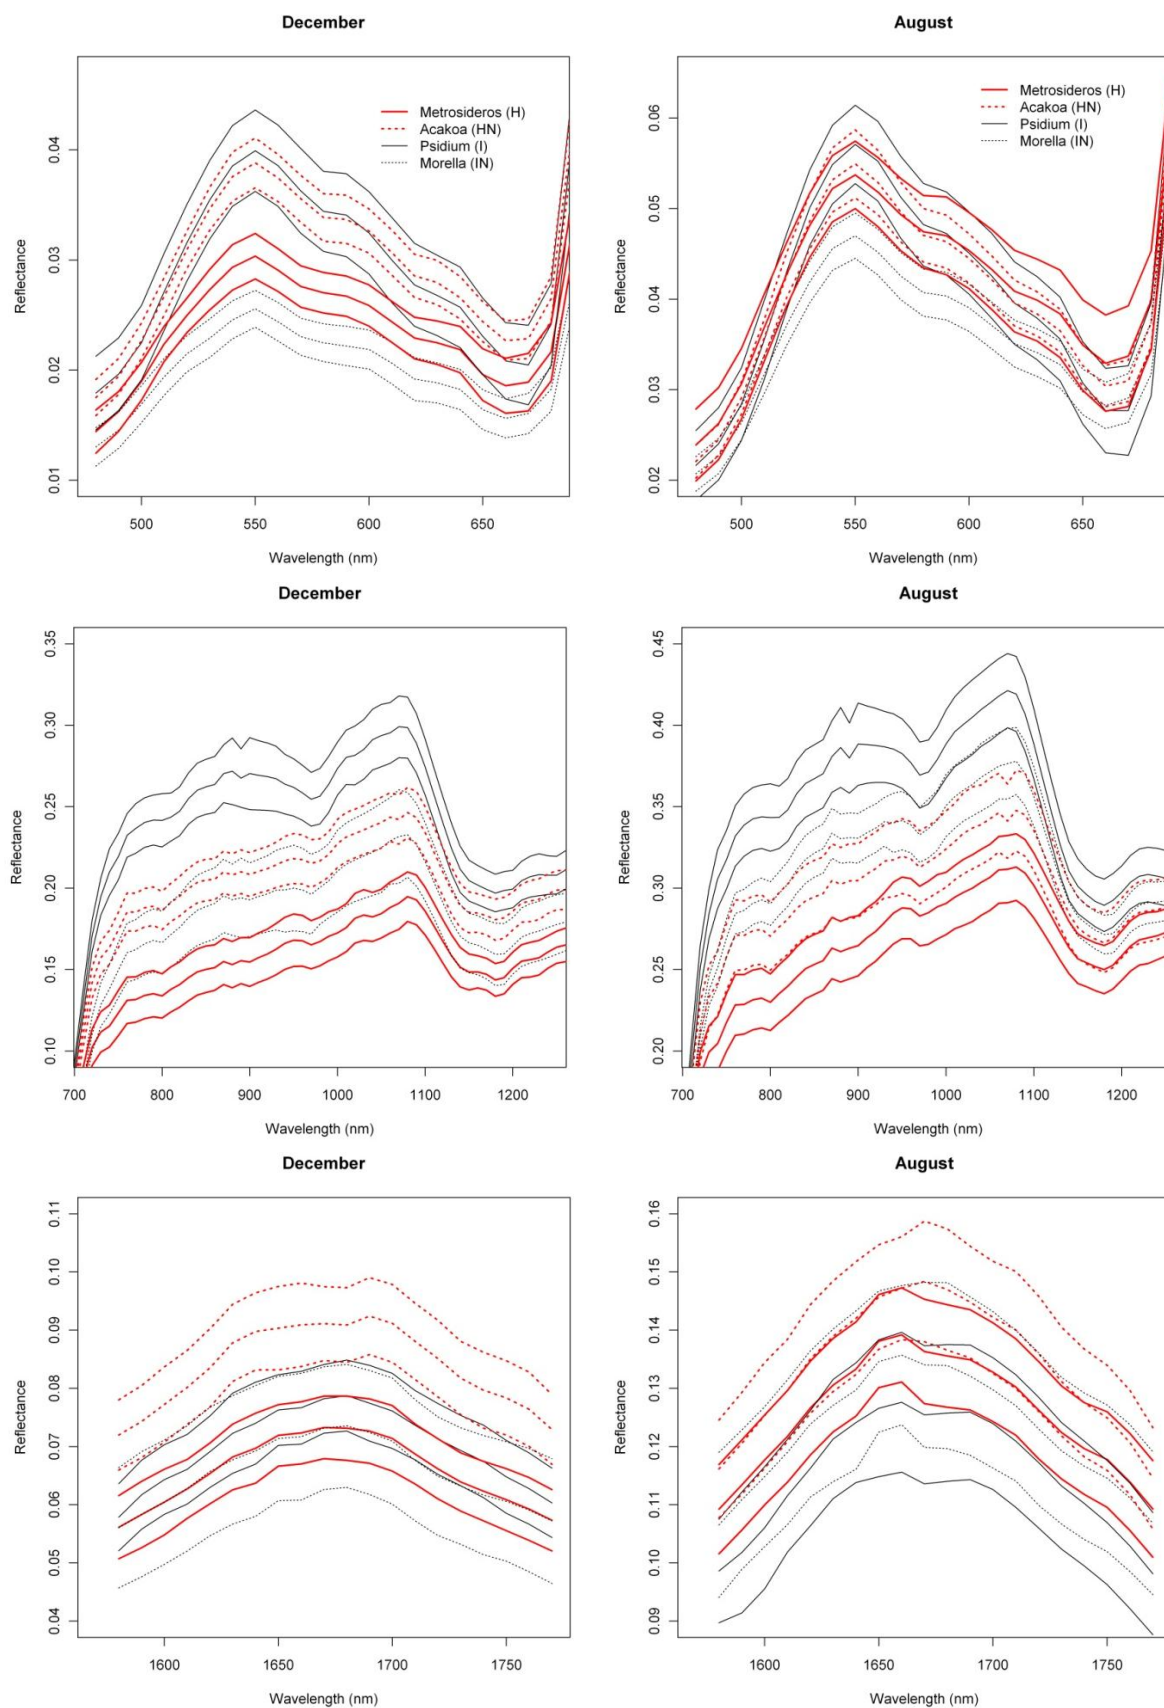 December
August
Reflectance
0.04
0.03
0.02
0.01
Metrosideros (H)
Acakoa (HN)
Psidium (I)
Morella (IN)
500
550
600
650
Wavelength (nm)
Reflectance
0.06
0.05
0.04
0.03
0.02
Metrosideros (H)
Acakoa (HN)
Psidium (I)
Morella (IN)
500
550
600
650
Wavelength (nm)
December
August
Reflectance
0.35
0.30
0.25
0.20
0.15
0.10
700
800
900
1000
1100
1200
Wavelength (nm)
Reflectance
0.45
0.40
0.35
0.30
0.25
0.20
700
800
900
1000
1100
1200
Wavelength (nm)
December
August
Reflectance
0.11
0.10
0.09
0.08
0.07
0.06
0.05
0.04
1600
1650
1700
1750
Wavelength (nm)
Reflectance
0.16
0.15
0.14
0.13
0.12
0.11
0.10
0.09
1600
1650
1700
1750
Wavelength (nm)